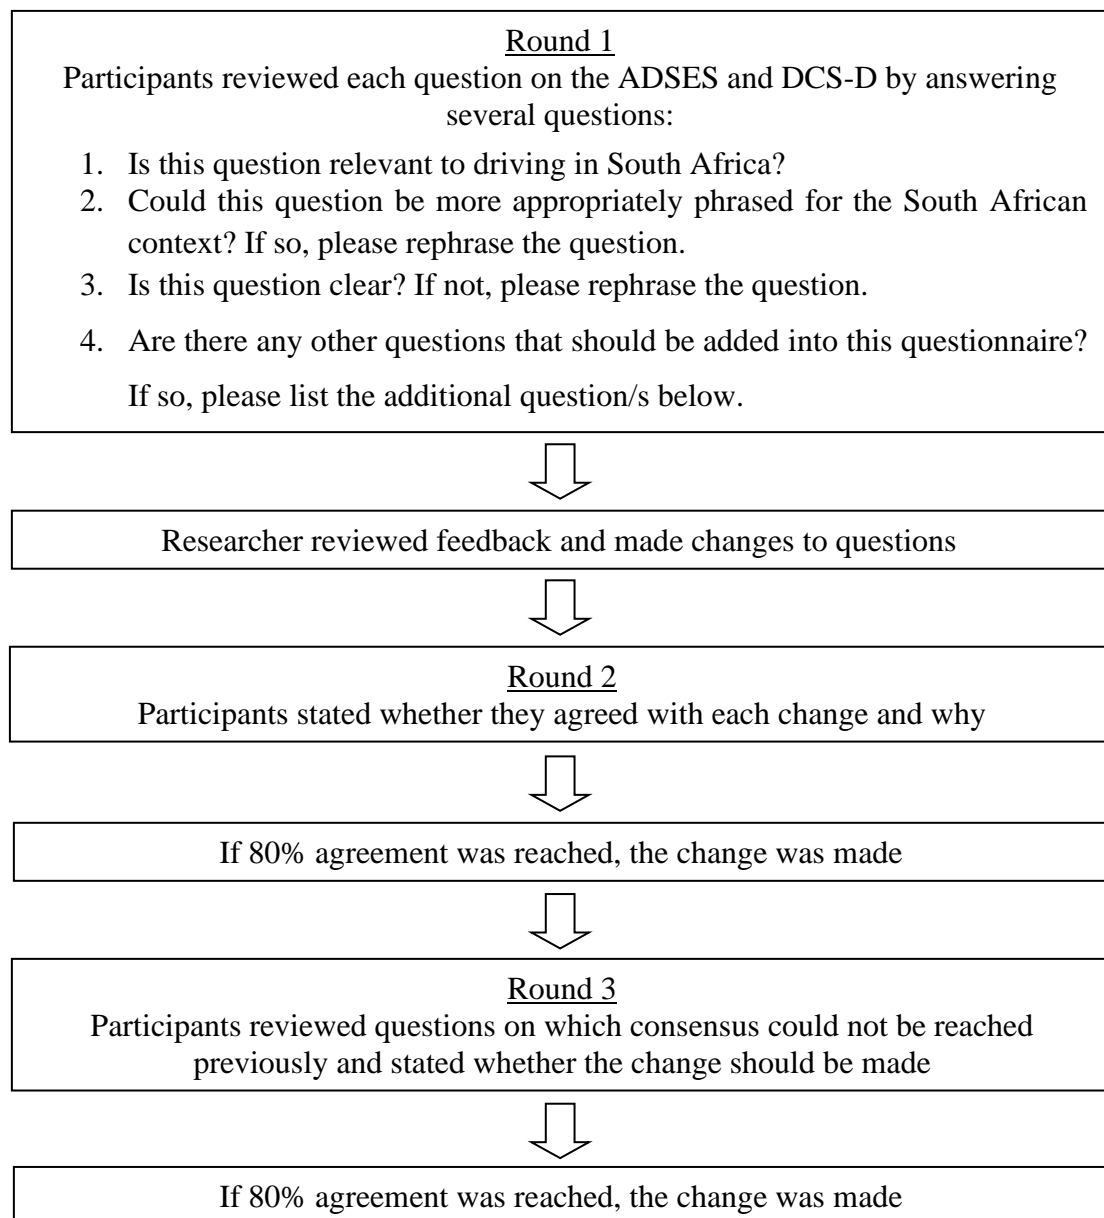 Round 1
Participants reviewed each question on the ADSES and DCS-D by answering
several questions:
1. Is this question relevant to driving in South Africa?
2. Could this question be more appropriately phrased for the South African
context? If so, please rephrase the question.
3. Is this question clear? If not, please rephrase the question.
4. Are there any other questions that should be added into this questionnaire?
If so, please list the additional question/s below.
Researcher reviewed feedback and made changes to questions
Round 2
Participants stated whether they agreed with each change and why
If 80% agreement was reached, the change was made
Round 3
Participants reviewed questions on which consensus could not be reached
previously and stated whether the change should be made
If 80% agreement was reached, the change was made